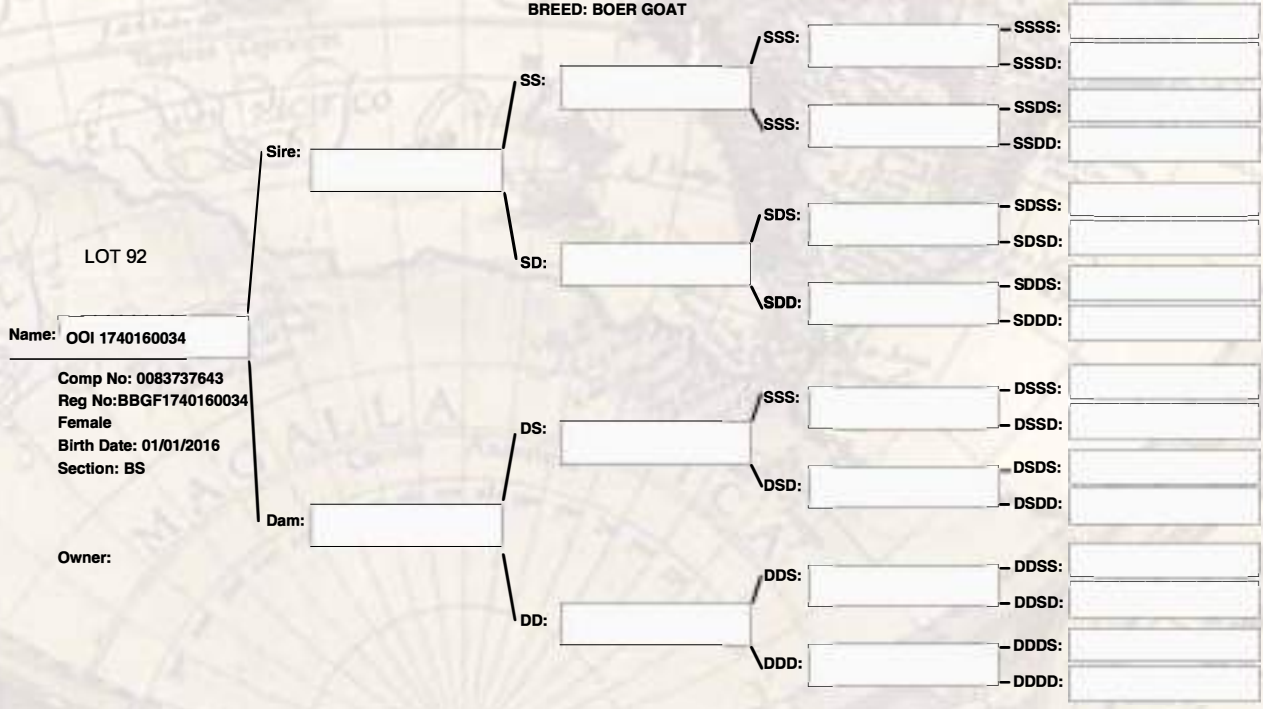 BREED: BOER GOAT
LOT 92
Name: OOI 1740160034
Comp No: 0083737643
Reg No:BBGF1740160034
Female
Birth Date: 01/01/2016
Section: BS
Owner:
Sire:
Dam:
SS:
SD:
DS:
DD:
SSS:
SSS:
SDS:
SDD:
SSS:
DSD:
DDS:
DDD:
SSSS:
SSSD:
SSDS:
SSDD:
SDSS:
SDSD:
SDDS:
SDDD:
DSSS:
DSSD:
DSDS:
DSDD:
DDSS:
DDSD:
DDDS:
DDDD: